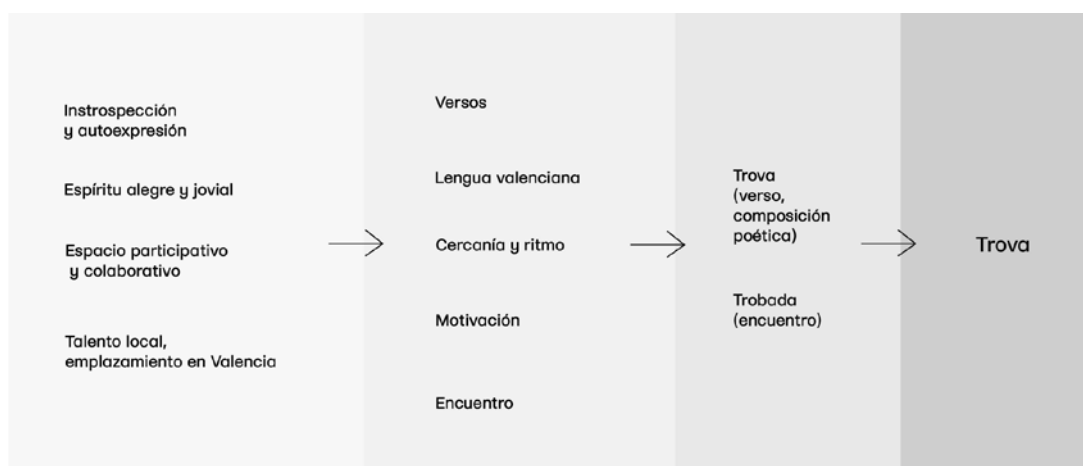 Instrospección
y autoexpresión
Espíritu alegre y jovial
Espacio participativo
y colaborativo
Talento local,
emplazamiento en Valencia
Versos
Lengua valenciana
Cercanía y ritmo
Motivación
Encuentro
Trova
(verso,
composición
poética)
Trobada
(encuentro)
Trova